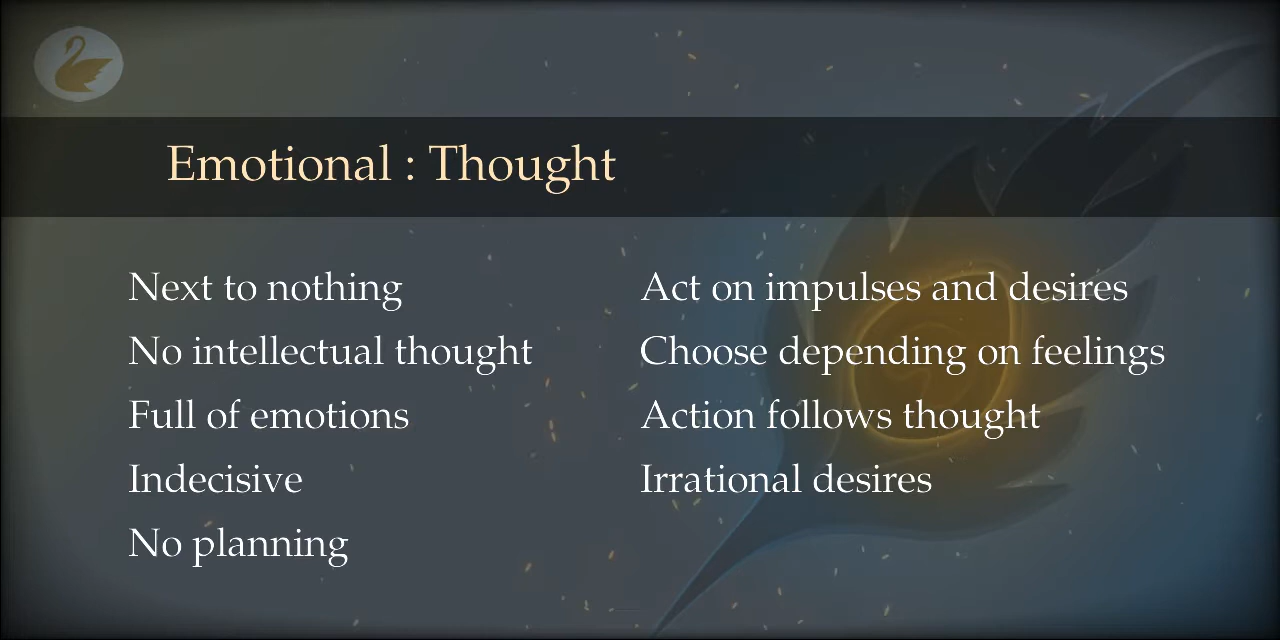 Emotional : Thought
Next to nothing
No intellectual thought
Full of emotions
Indecisive
No planning
Act on impulses and desires
Choose depending on feelings
Action follows thought
Irrational desires